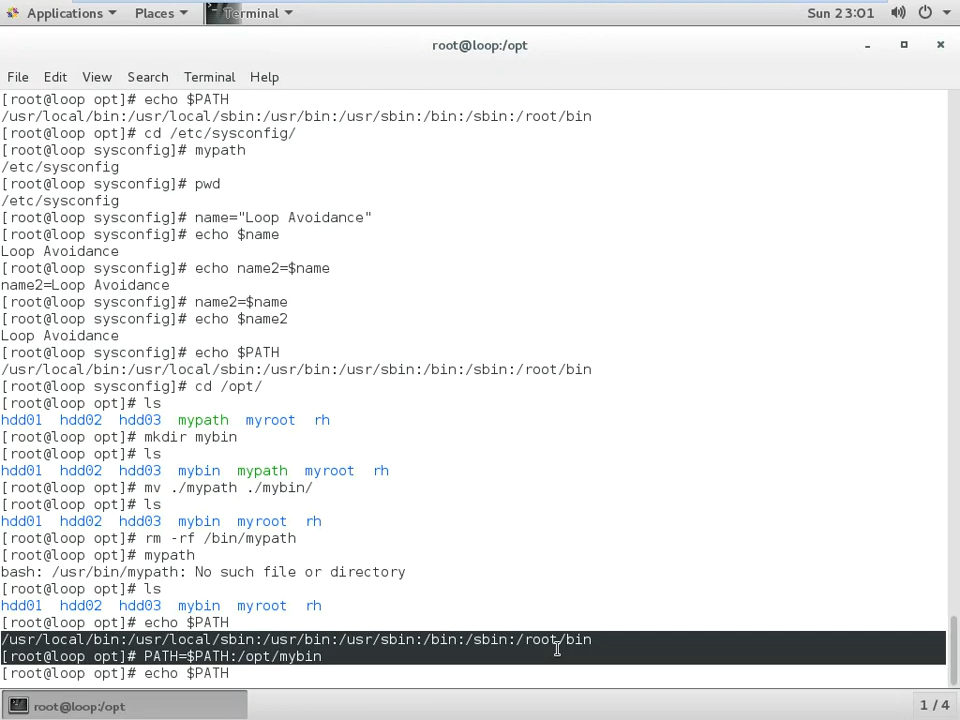 Applications Places Terminal Sun 23:01
root@loop:/opt
File Edit View Search Terminal Help
[root@loop opt]# echo $PATH
/usr/local/bin:/usr/local/sbin:/usr/bin:/usr/sbin:/bin:/sbin:/root/bin
[root@loop opt]# cd /etc/sysconfig/
[root@loop sysconfig]# mypath
/etc/sysconfig
[root@loop sysconfig]# pwd
/etc/sysconfig
[root@loop sysconfig]# name="Loop Avoidance"
[root@loop sysconfig]# echo $name
Loop Avoidance
[root@loop sysconfig]# echo name2=$name
name2=Loop Avoidance
[root@loop sysconfig]# name2=$name
[root@loop sysconfig]# echo $name2
Loop Avoidance
[root@loop sysconfig]# echo $PATH
/usr/local/bin:/usr/local/sbin:/usr/bin:/usr/sbin:/bin:/sbin:/root/bin
[root@loop sysconfig]# cd /opt/
[root@loop opt]# ls
hdd01 hdd02 hdd03 mypath myroot rh
[root@loop opt]# mkdir mybin
[root@loop opt]# ls
hdd01 hdd02 hdd03 mybin mypath myroot rh
[root@loop opt]# mv ./mypath ./mybin/
[root@loop opt]# ls
hdd01 hdd02 hdd03 mybin myroot rh
[root@loop opt]# rm -rf /bin/mypath
[root@loop opt]# mypath
bash: /usr/bin/mypath: No such file or directory
[root@loop opt]# ls
hdd01 hdd02 hdd03 mybin myroot rh
[root@loop opt]# echo $PATH
/usr/local/bin:/usr/local/sbin:/usr/bin:/usr/sbin:/bin:/sbin:/root/bin
[root@loop opt]# PATH=$PATH:/opt/mybin
[root@loop opt]# echo $PATH
root@loop:/opt 1 / 4